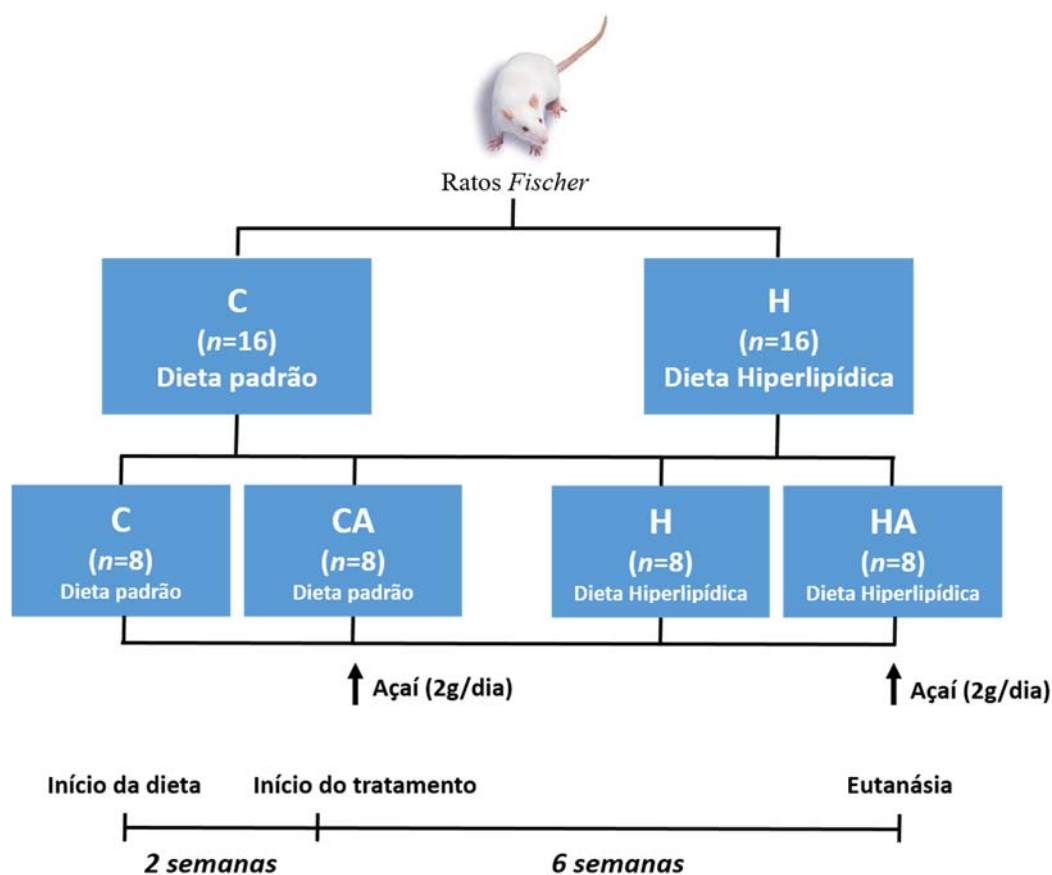 Ratos Fischer
C
(n=16)
Dieta padrão
H
(n=16)
Dieta Hiperlipídica
C
(n=8)
Dieta padrão
CA
(n=8)
Dieta padrão
H
(n=8)
Dieta Hiperlipídica
HA
(n=8)
Dieta Hiperlipídica
Açaí (2g/dia)
Açaí (2g/dia)
Início da dieta
Início do tratamento
Eutanásia
2 semanas
6 semanas